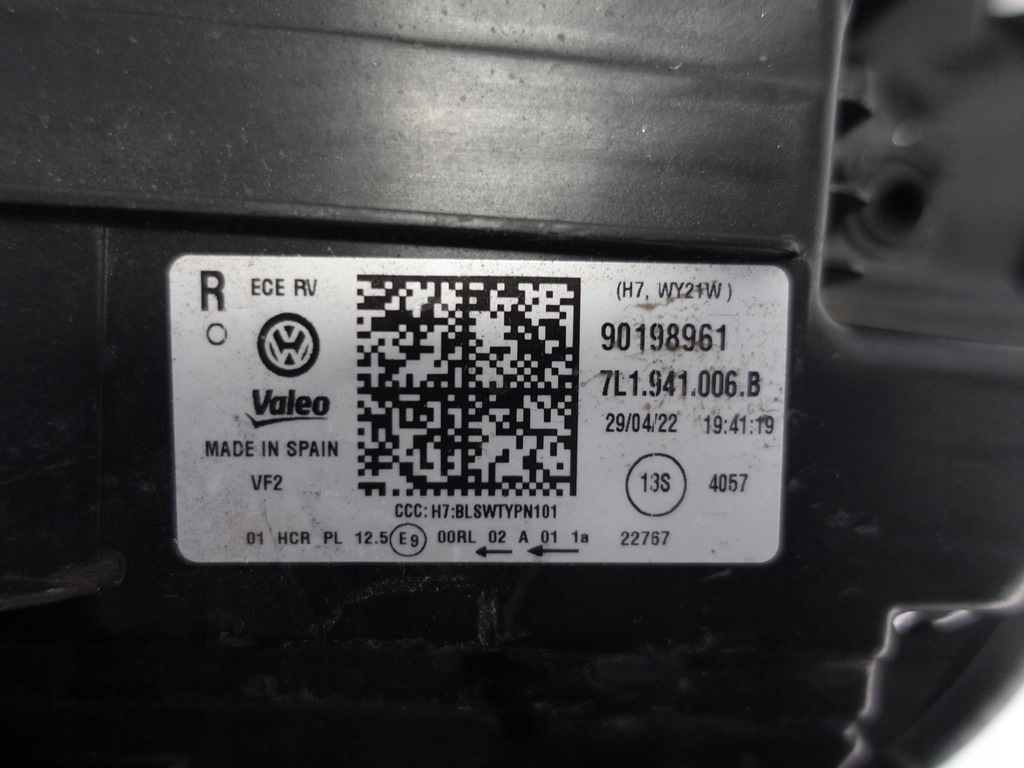 R ECE RV
VW
Valeo
MADE IN SPAIN
VF2
(H7, WY21W)
90198961
7L1.941.006.B
29/04/22 19:41:19
13S 4057
CCC: H7:BLSWTYPN101
01 HCR PL 12.5 E9 00RL 02 A 01 1a 22767